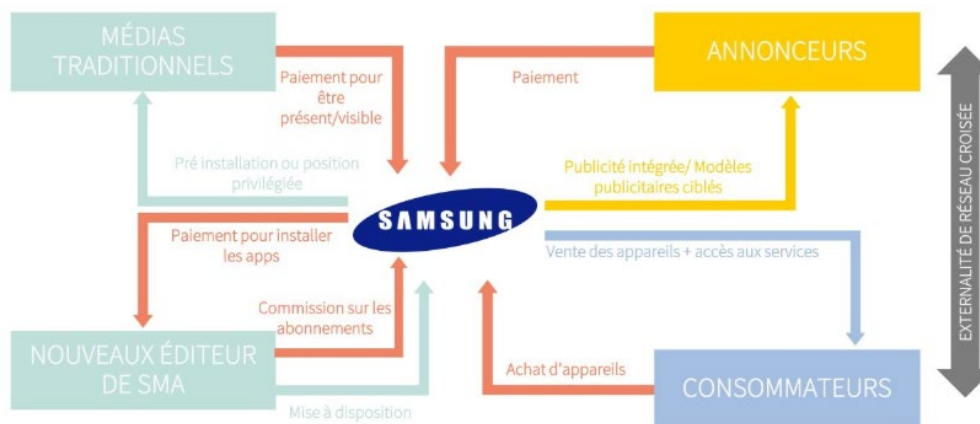 MÉDIAS
TRADITIONNELS
ANNONCEURS
Paiement pour
être
présent/visible
Paiement
Pré installation ou position
privilégiée
Publicité intégrée/ Modèles
publicitaires ciblés
SAMSUNG
Paiement pour installer
les apps
Vente des appareils + accès aux services
Commission sur les
abonnements
NOUVEAUX ÉDITEUR
DE SMA
Achat d'appareils
CONSOMMATEURS
Mise à disposition
EXTERNALITÉ DE RÉSEAU CROISÉE